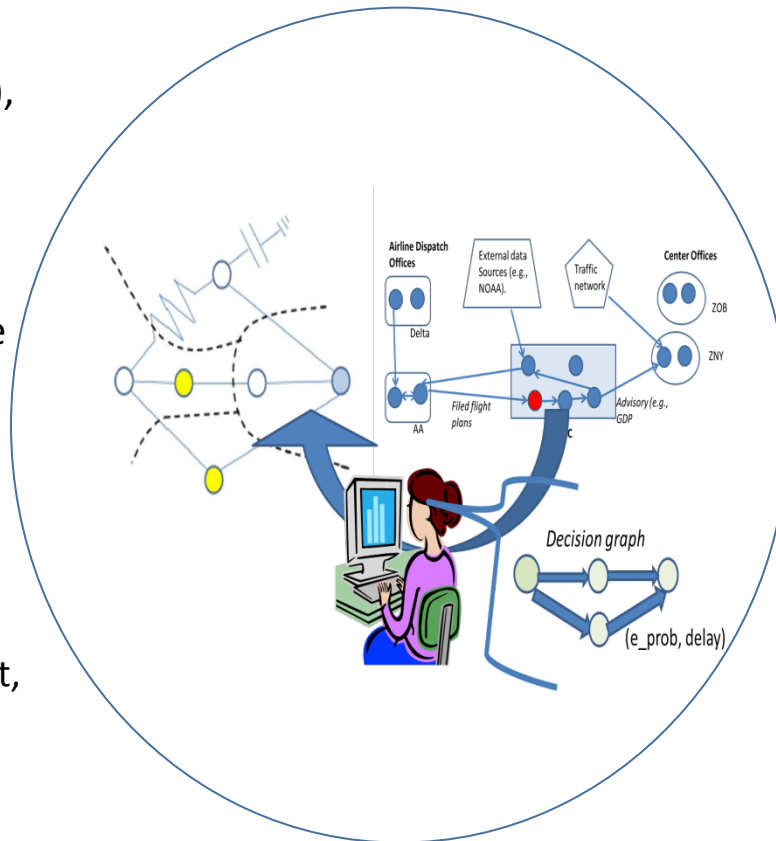 ),
e
t,
Airline Dispatch
Offices
Delta
AA
External data
Sources (e.g.,
NOAA).
Traffic
network
Center Offices
ZOB
ZNY
Filed flight
plans
Advisory (e.g.,
GDP
c
Decision graph
(e_prob, delay)